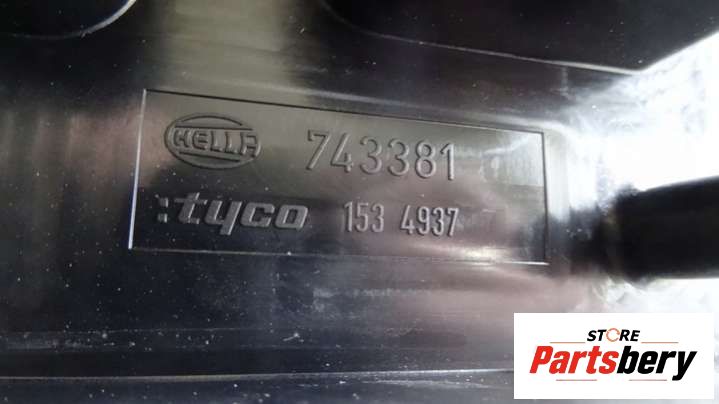 HELLA 743381
:tyco 153 4937
STORE
Partsbery